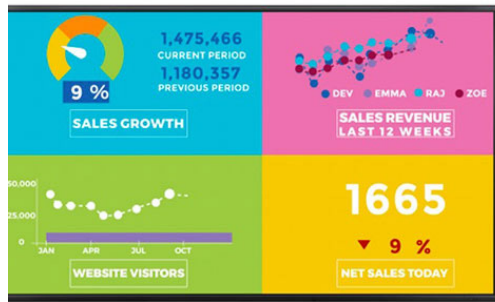 1,475,466
CURRENT PERIOD
1,180,357
PREVIOUS PERIOD
9 %
SALES GROWTH
DEV EMMA RAJ ZOE
SALES REVENUE
LAST 12 WEEKS
50.000
25.000
0
JAN APR JUL OCT
WEBSITE VISITORS
1665
▼ 9 %
NET SALES TODAY